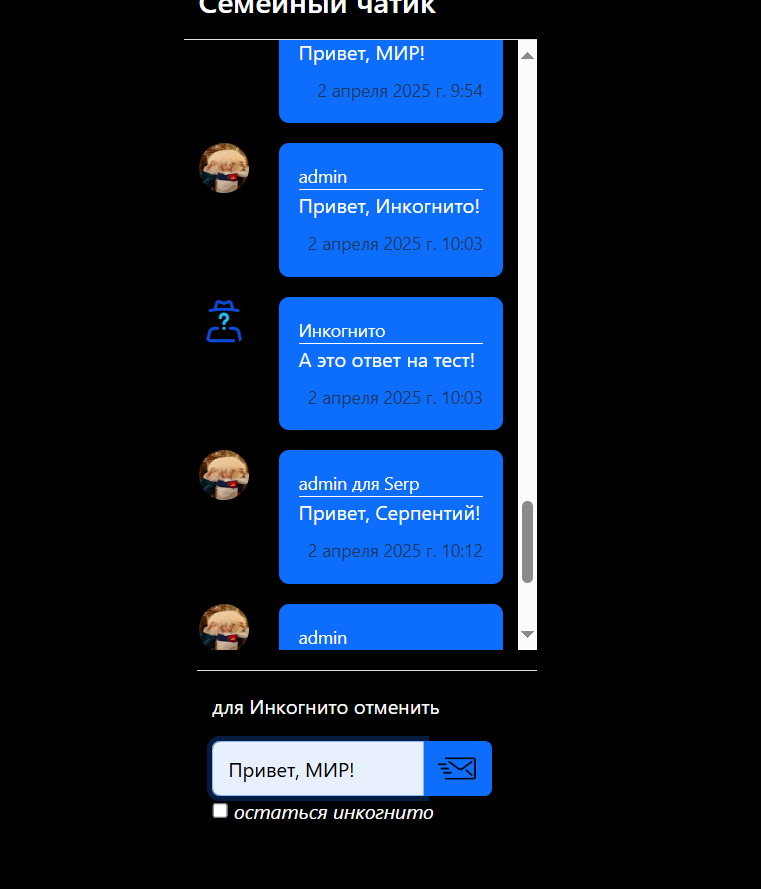 Семейный чатик
Привет, МИР!
2 апреля 2025 г. 9:54
admin
Привет, Инкогнито!
2 апреля 2025 г. 10:03
?
Инкогнито
А это ответ на тест!
2 апреля 2025 г. 10:03
admin для Serp
Привет, Серпентий!
2 апреля 2025 г. 10:12
admin
для Инкогнито отменить
Привет, МИР!
остаться инкогнито